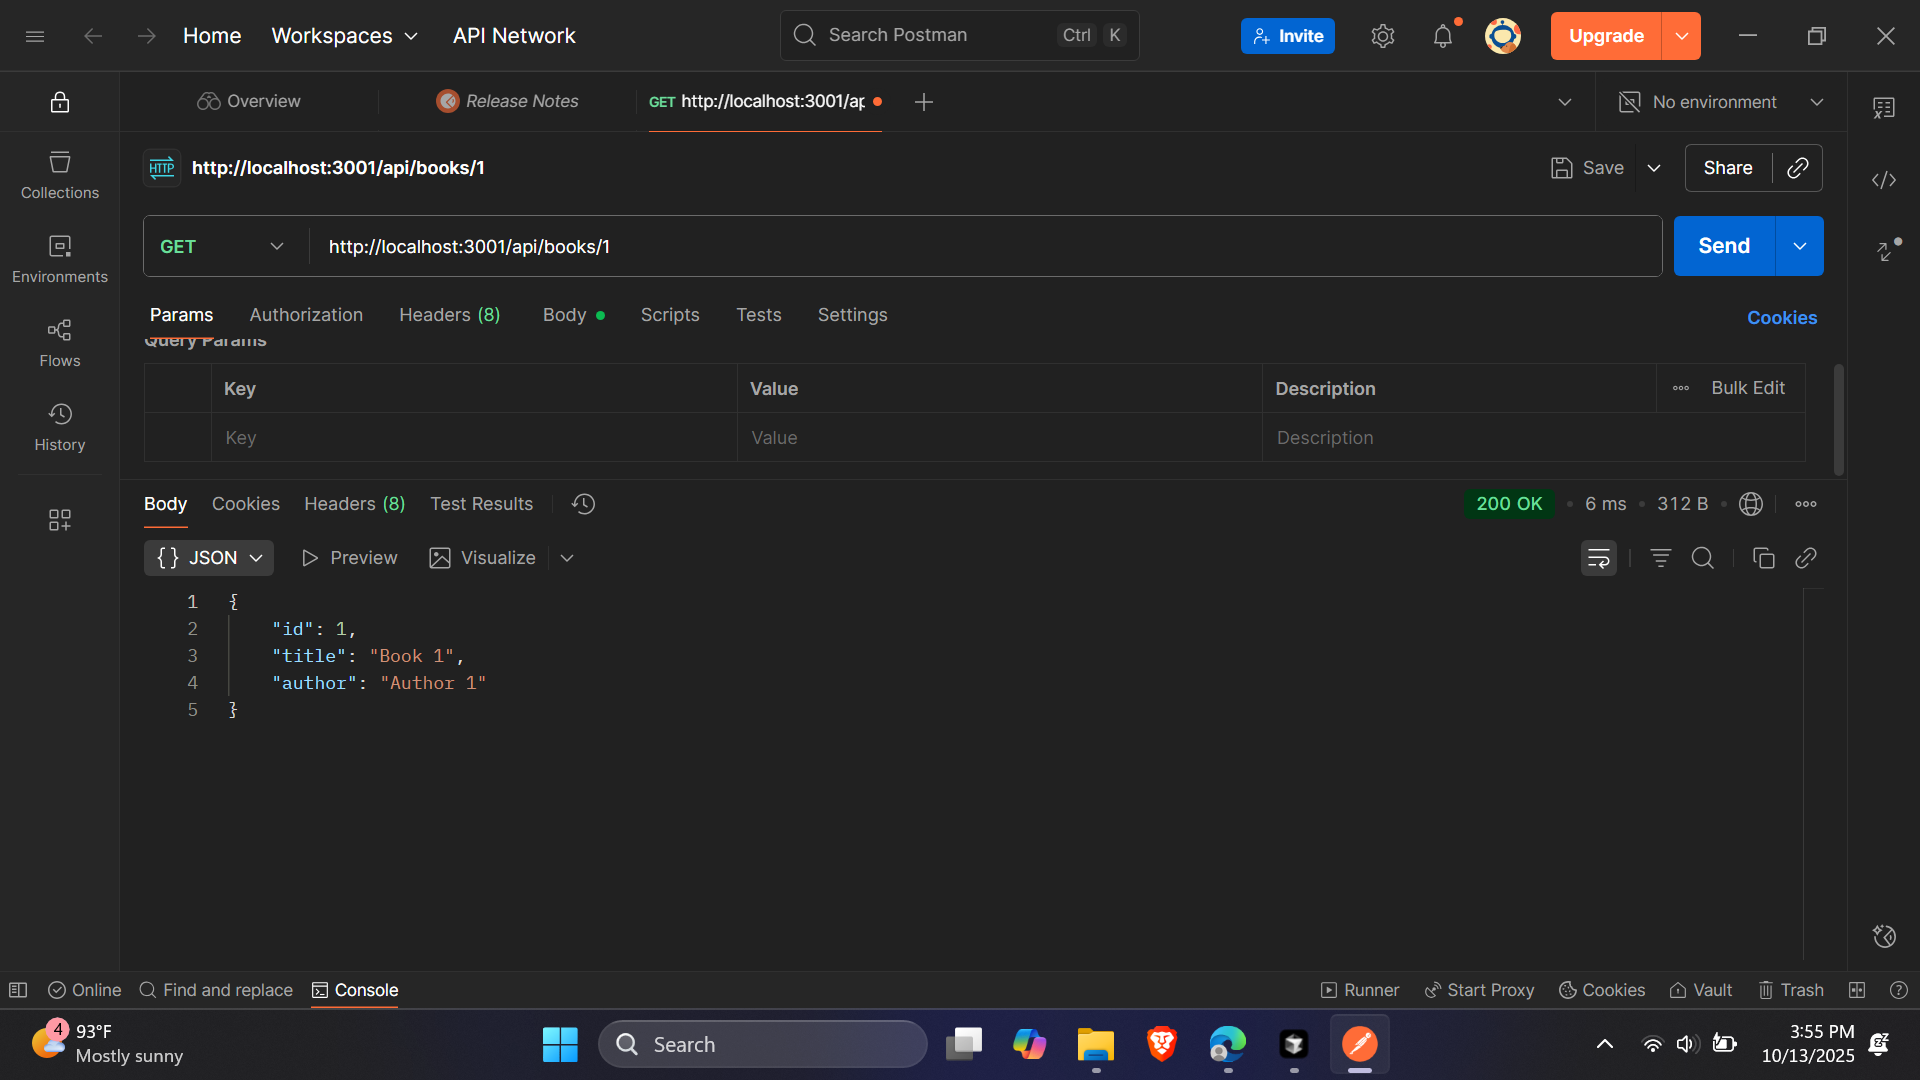 Home Workspaces API Network Search Postman Ctrl K Invite Upgrade
Overview Release Notes GET http://localhost:3001/ap No environment
HTTP http://localhost:3001/api/books/1 Save Share
GET http://localhost:3001/api/books/1 Send
Collections
Environments
Flows
History
Params Authorization Headers (8) Body Scripts Tests Settings Cookies
Query Params
Key Value Description Bulk Edit
Key Value Description
Body Cookies Headers (8) Test Results 200 OK 6 ms 312 B
{} JSON Preview Visualize
1 {
2 "id": 1,
3 "title": "Book 1",
4 "author": "Author 1"
5 }
Online Find and replace Console Runner Start Proxy Cookies Vault Trash
4 93°F
Mostly sunny
Search
3:55 PM
10/13/2025